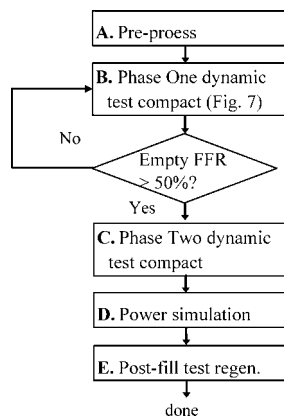 A. Pre-proess
B. Phase One dynamic
test compact (Fig. 7)
No
Empty FFR
> 50%?
Yes
C. Phase Two dynamic
test compact
D. Power simulation
E. Post-fill test regen.
done